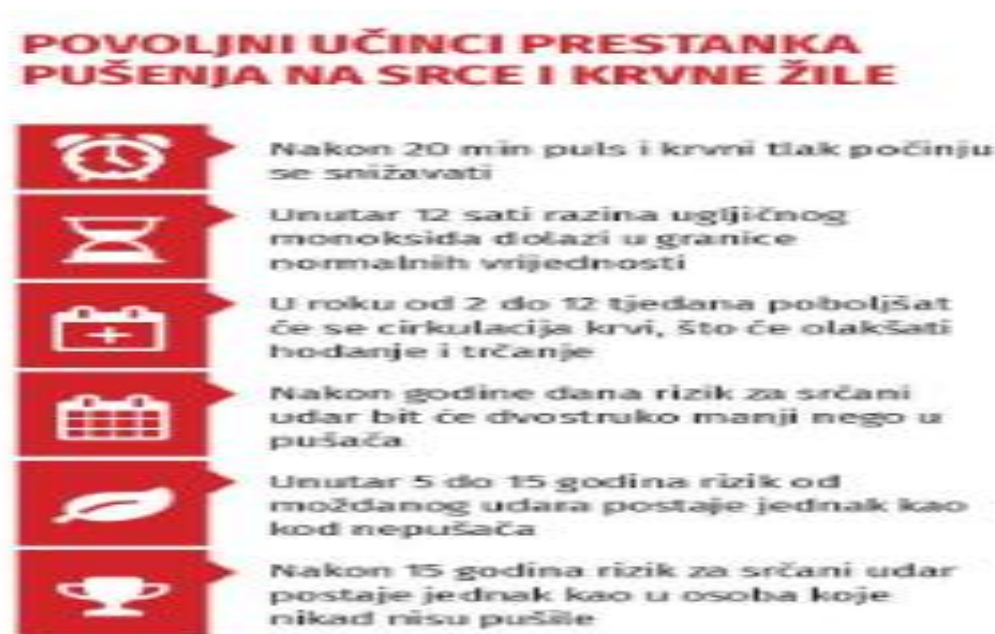 POVOLJNI UČINCI PRESTANKA
PUŠENJA NA SRCE I KRVNE ŽILE
Nakon 20 min puls i krvni tlak počinju
se snižavati
Unutar 12 sati razina ugljičnog
monoksida dolazi u granice
normalnih vrijednosti
U roku od 2 do 12 tjedana poboljšat
će se cirkulacija krvi, što će olakšati
hodanje i trčanje
Nakon godine dana rizik za srčani
udar bit će dvostruko manji nego u
pušača
Unutar 5 do 15 godina rizik od
moždanog udara postaje jednak kao
kod nepušača
Nakon 15 godina rizik za srčani udar
postaje jednak kao u osoba koje
nikad nisu pušile